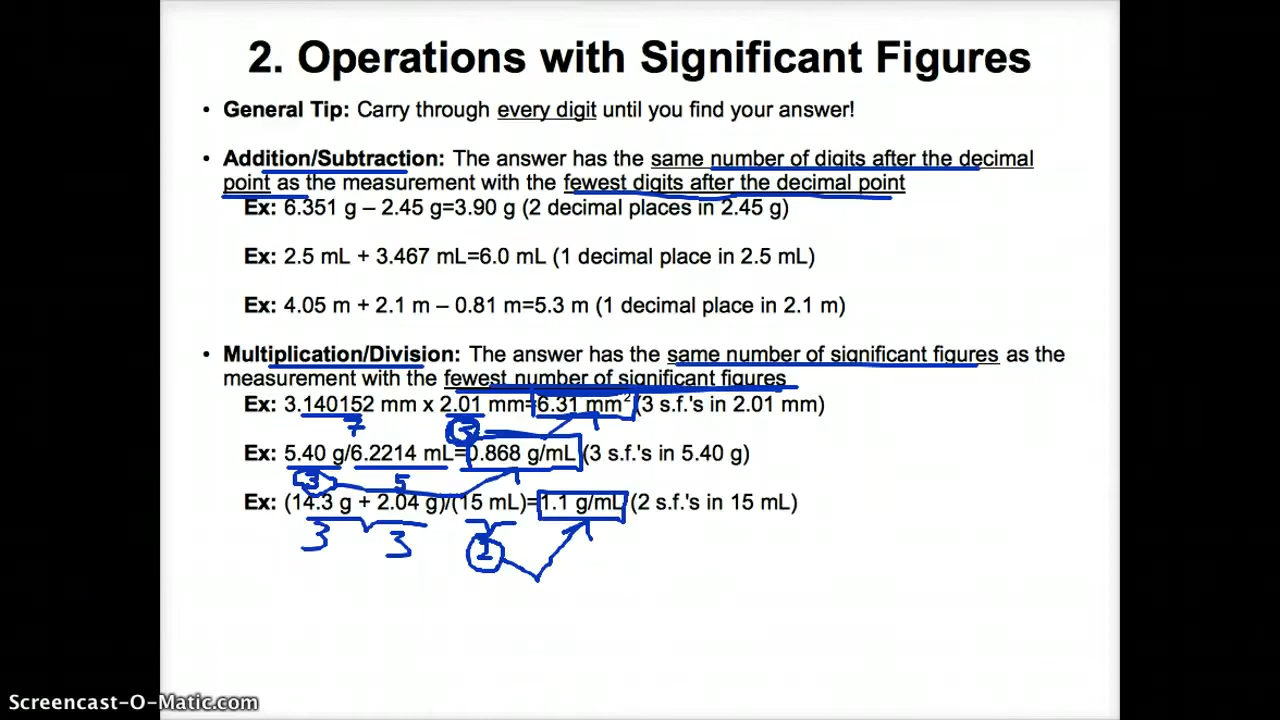 2. Operations with Significant Figures
• General Tip: Carry through every digit until you find your answer!
• Addition/Subtraction: The answer has the same number of digits after the decimal
point as the measurement with the fewest digits after the decimal point
Ex: 6.351 g – 2.45 g=3.90 g (2 decimal places in 2.45 g)
Ex: 2.5 mL + 3.467 mL=6.0 mL (1 decimal place in 2.5 mL)
Ex: 4.05 m + 2.1 m – 0.81 m=5.3 m (1 decimal place in 2.1 m)
• Multiplication/Division: The answer has the same number of significant figures as the
measurement with the fewest number of significant figures
Ex: 3.140152 mm x 2.01 mm=6.31 mm² (3 s.f.'s in 2.01 mm)
7 3
Ex: 5.40 g/6.2214 mL=0.868 g/mL (3 s.f.'s in 5.40 g)
3 5
Ex: (14.3 g + 2.04 g)/(15 mL)=1.1 g/mL (2 s.f.'s in 15 mL)
3 3 2
Screencast-O-Matic.com